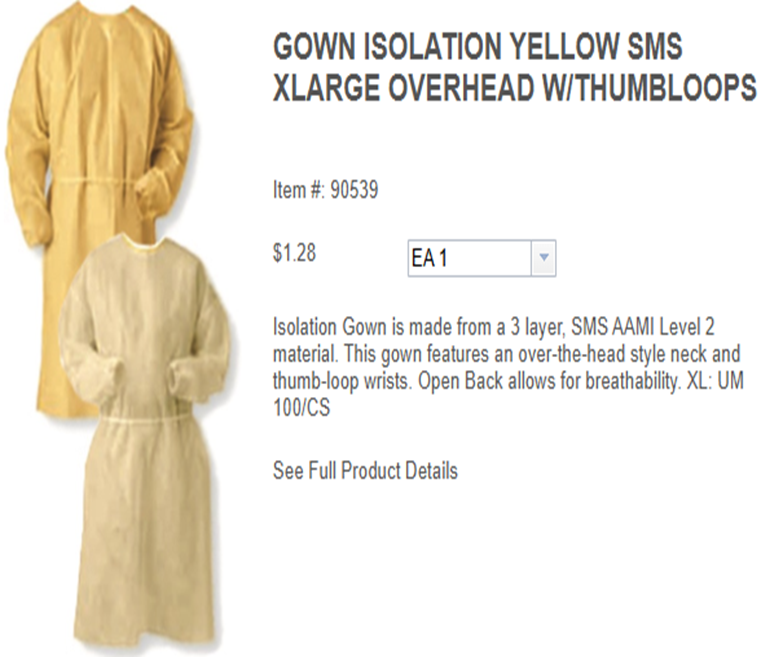 GOWN ISOLATION YELLOW SMS
XLARGE OVERHEAD W/THUMBLOOPS
Item #: 90539
$1.28
EA 1
Isolation Gown is made from a 3 layer, SMS AAMI Level 2
material. This gown features an over-the-head style neck and
thumb-loop wrists. Open Back allows for breathability. XL: UM
100/CS
See Full Product Details